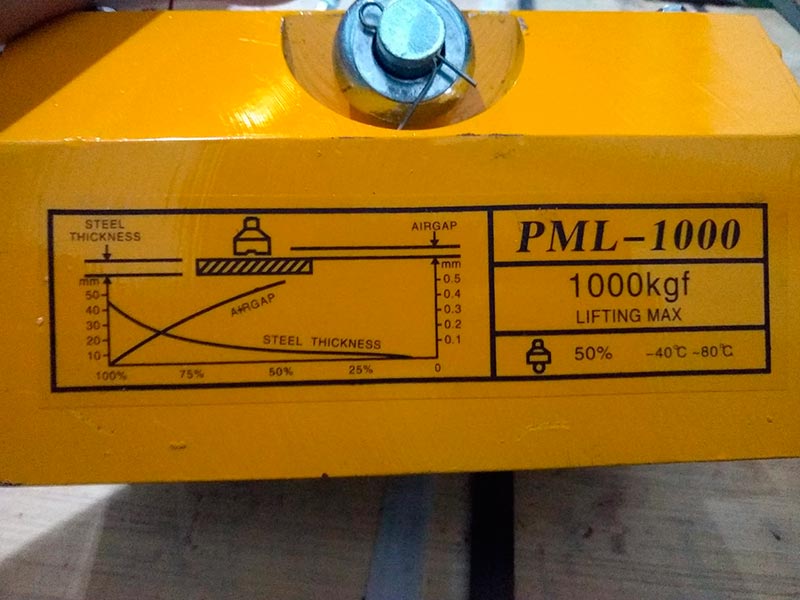 STEEL
THICKNESS
AIRGAP
mm
50
40
30
20
10
mm
0.5
0.4
0.3
0.2
0.1
AIRGAP
STEEL THICKNESS
100% 75% 50% 25% 0
PML-1000
1000kgf
LIFTING MAX
50% -40℃ ~80℃